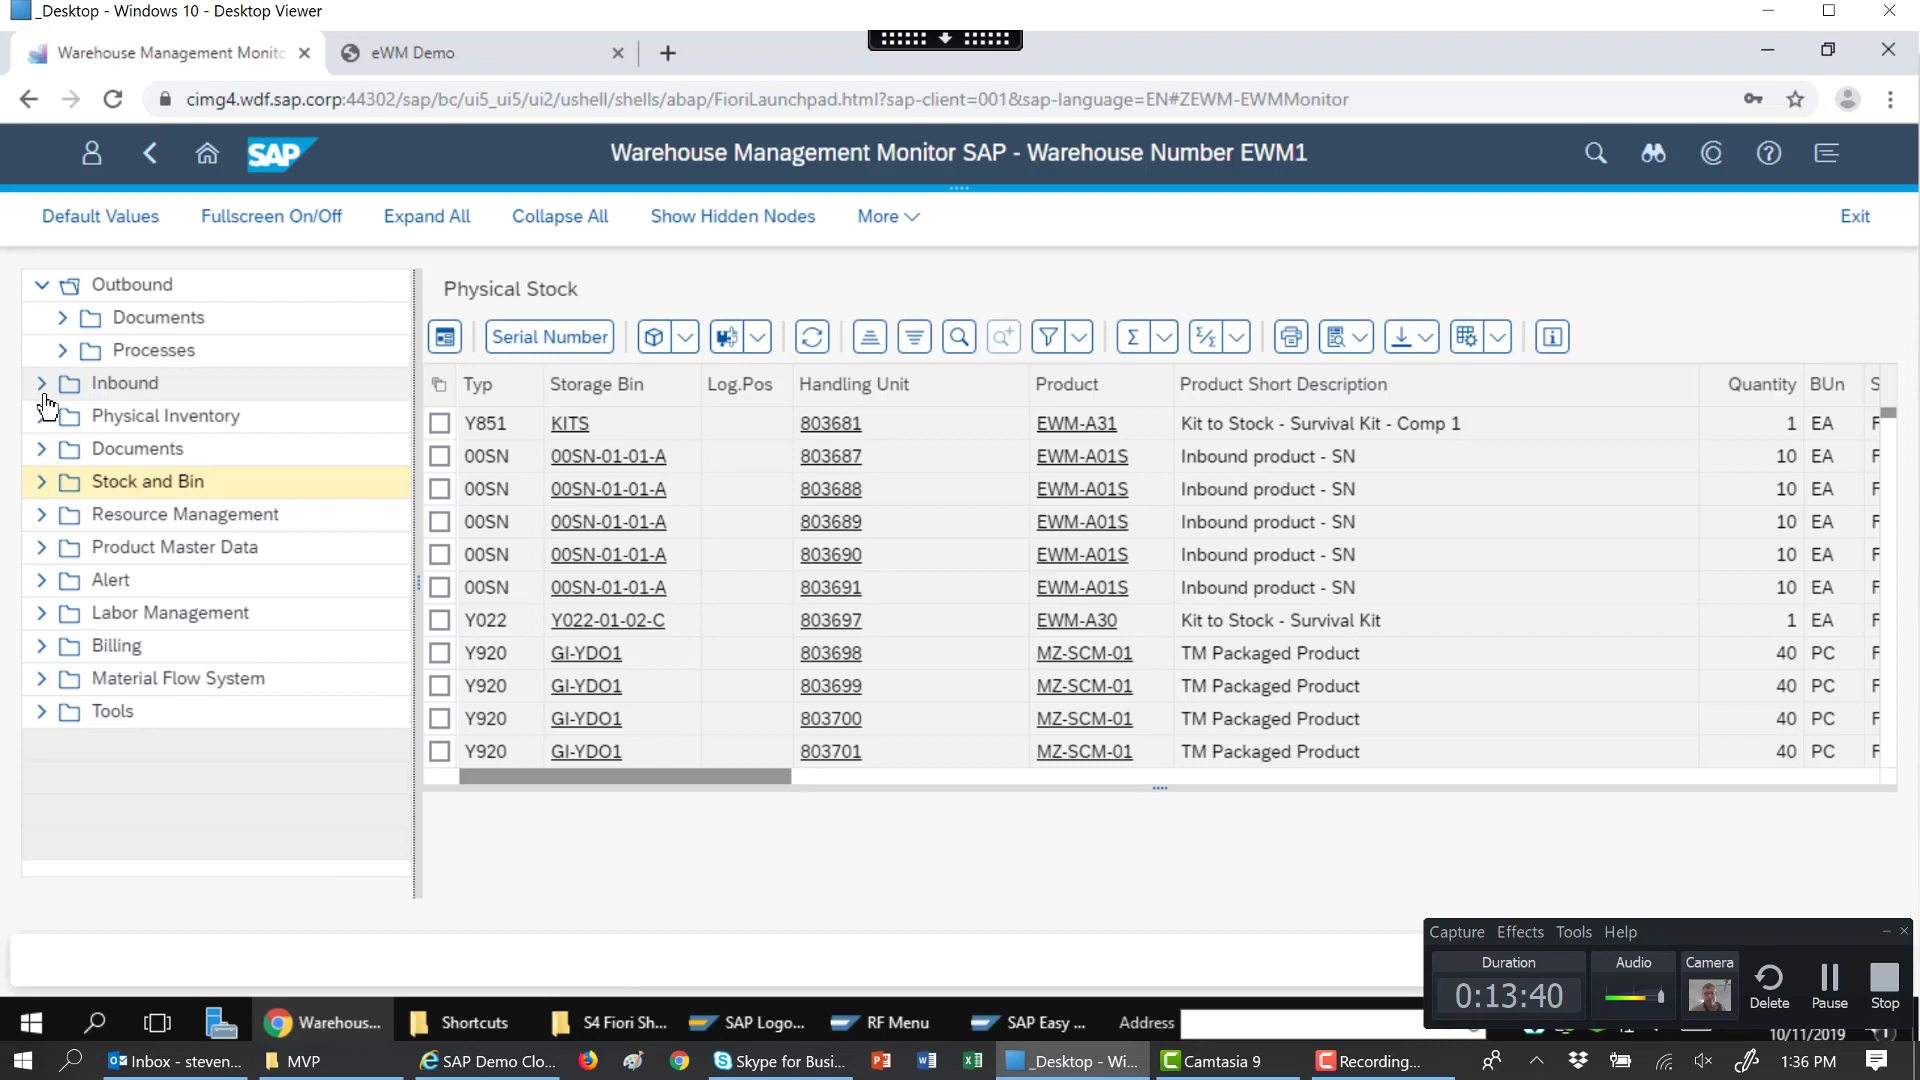 _Desktop - Windows 10 - Desktop Viewer
Warehouse Management Monito
eWM Demo
cimg4.wdf.sap.corp:44302/sap/bc/ui5_ui5/ui2/ushell/shells/abap/FioriLaunchpad.html?sap-client=001&sap-language=EN#ZEWM-EWMMonitor
SAP
Warehouse Management Monitor SAP - Warehouse Number EWM1
Default Values Fullscreen On/Off Expand All Collapse All Show Hidden Nodes More Exit
Outbound
Documents
Processes
Inbound
Physical Inventory
Documents
Stock and Bin
Resource Management
Product Master Data
Alert
Labor Management
Billing
Material Flow System
Tools
Physical Stock
Serial Number
Typ Storage Bin Log.Pos Handling Unit Product Product Short Description Quantity BUn S
Y851 KITS 803681 EWM-A31 Kit to Stock - Survival Kit - Comp 1 1 EA F
00SN 00SN-01-01-A 803687 EWM-A01S Inbound product - SN 10 EA F
00SN 00SN-01-01-A 803688 EWM-A01S Inbound product - SN 10 EA F
00SN 00SN-01-01-A 803689 EWM-A01S Inbound product - SN 10 EA F
00SN 00SN-01-01-A 803690 EWM-A01S Inbound product - SN 10 EA F
00SN 00SN-01-01-A 803691 EWM-A01S Inbound product - SN 10 EA F
Y022 Y022-01-02-C 803697 EWM-A30 Kit to Stock - Survival Kit 1 EA F
Y920 GI-YDO1 803698 MZ-SCM-01 TM Packaged Product 40 PC F
Y920 GI-YDO1 803699 MZ-SCM-01 TM Packaged Product 40 PC F
Y920 GI-YDO1 803700 MZ-SCM-01 TM Packaged Product 40 PC F
Y920 GI-YDO1 803701 MZ-SCM-01 TM Packaged Product 40 PC F
Capture Effects Tools Help
Duration Audio Camera
0:13:40 Delete Pause Stop
Warehous... Shortcuts S4 Fiori Sh... SAP Logo... RF Menu SAP Easy ... Address
10/11/2019
Inbox - steven... MVP SAP Demo Clo... Skype for Busi... _Desktop - Wi... Camtasia 9 Recording... 1:36 PM